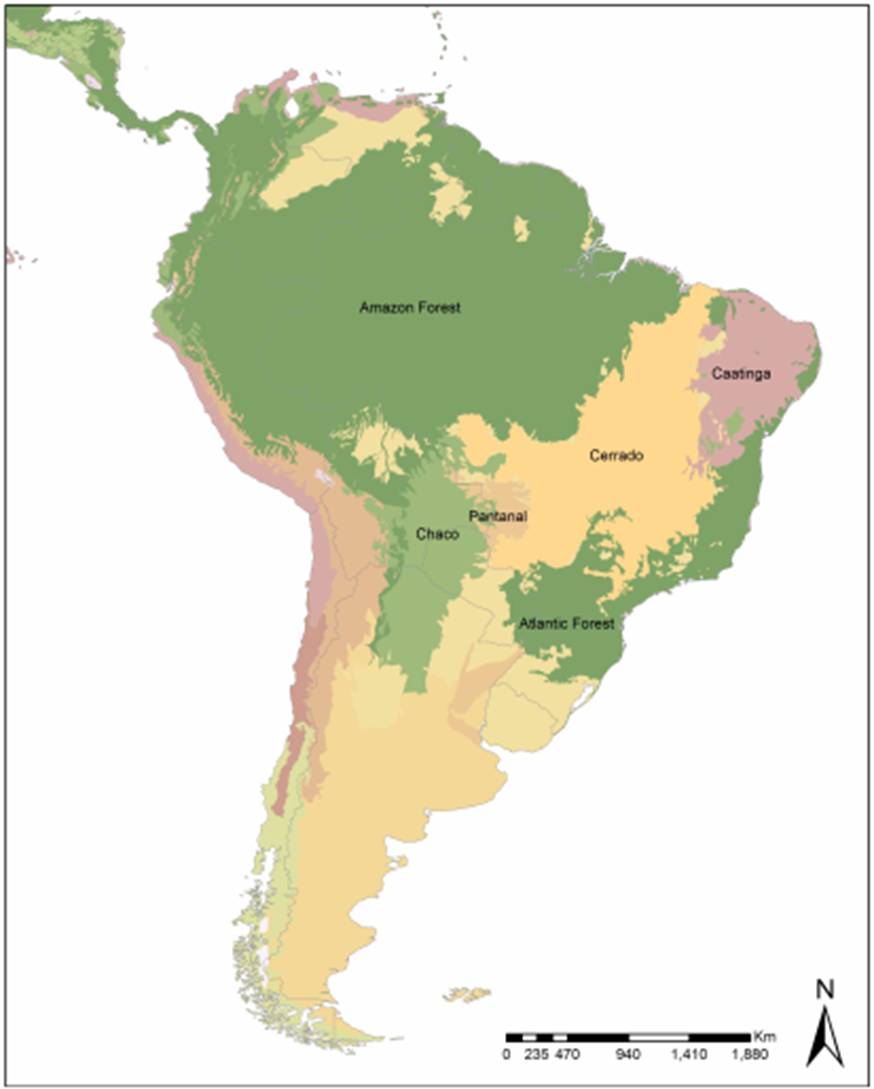 Amazon Forest
Caatinga
Cerrado
Pantanal
Chaco
Atlantic Forest
N
Km
0 235 470 940 1,410 1,880